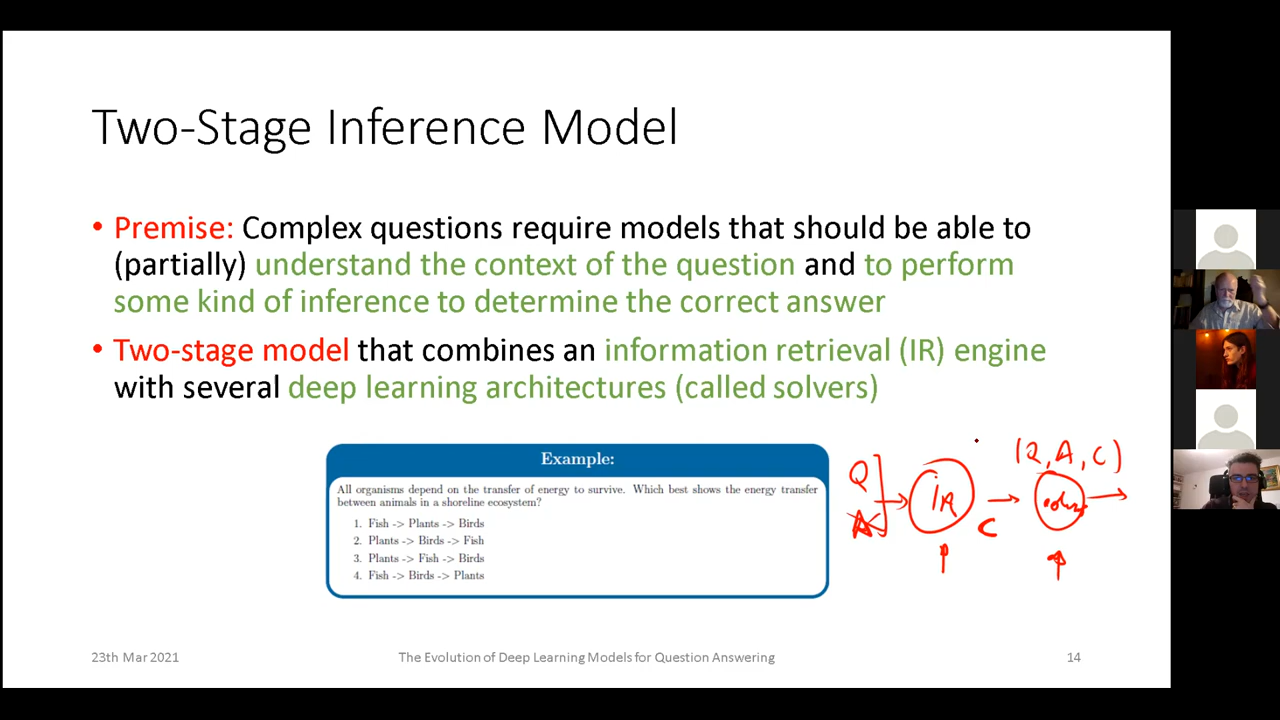 Two-Stage Inference Model
• Premise: Complex questions require models that should be able to
(partially) understand the context of the question and to perform
some kind of inference to determine the correct answer
• Two-stage model that combines an information retrieval (IR) engine
with several deep learning architectures (called solvers)
Example:
All organisms depend on the transfer of energy to survive. Which best shows the energy transfer
between animals in a shoreline ecosystem?
1. Fish -> Plants -> Birds
2. Plants -> Birds -> Fish
3. Plants -> Fish -> Birds
4. Fish -> Birds -> Plants
Q
A
IR
C
(Q, A, C)
23th Mar 2021
The Evolution of Deep Learning Models for Question Answering
14